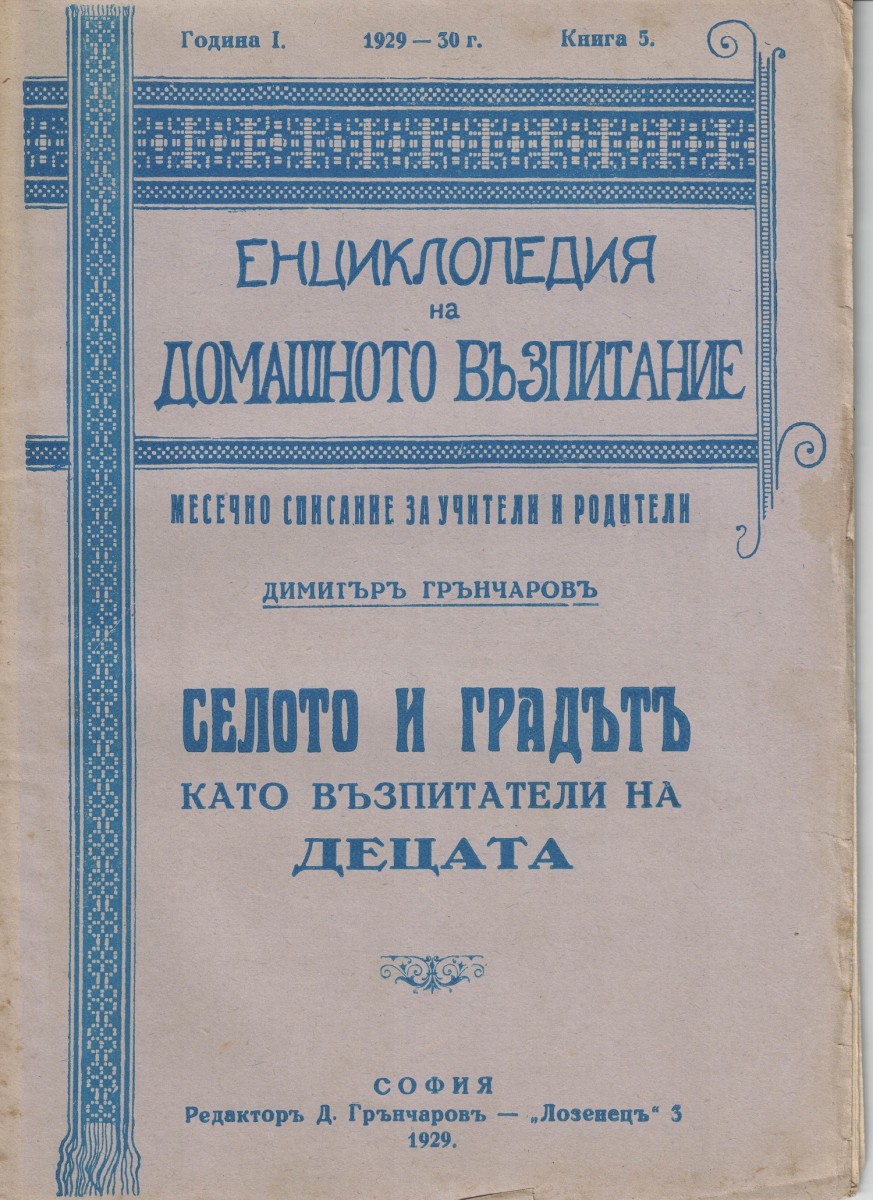 Година I. 1929 — 30 г. Книга 5.
ЕНЦИКЛОПЕДИЯ
на
ДОМАШНОТО ВЪЗПИТАНИЕ
МЕСЕЧНО СПИСАНИЕ ЗА УЧИТЕЛИ И РОДИТЕЛИ
ДИМИТЪРЪ ГРЪНЧАРОВЪ
СЕЛОТО И ГРАДЪТЪ
КАТО ВЪЗПИТАТЕЛИ НА
ДЕЦАТА
СОФИЯ
Редакторъ Д. Грънчаровъ — „Лозенецъ“ 3
1929.